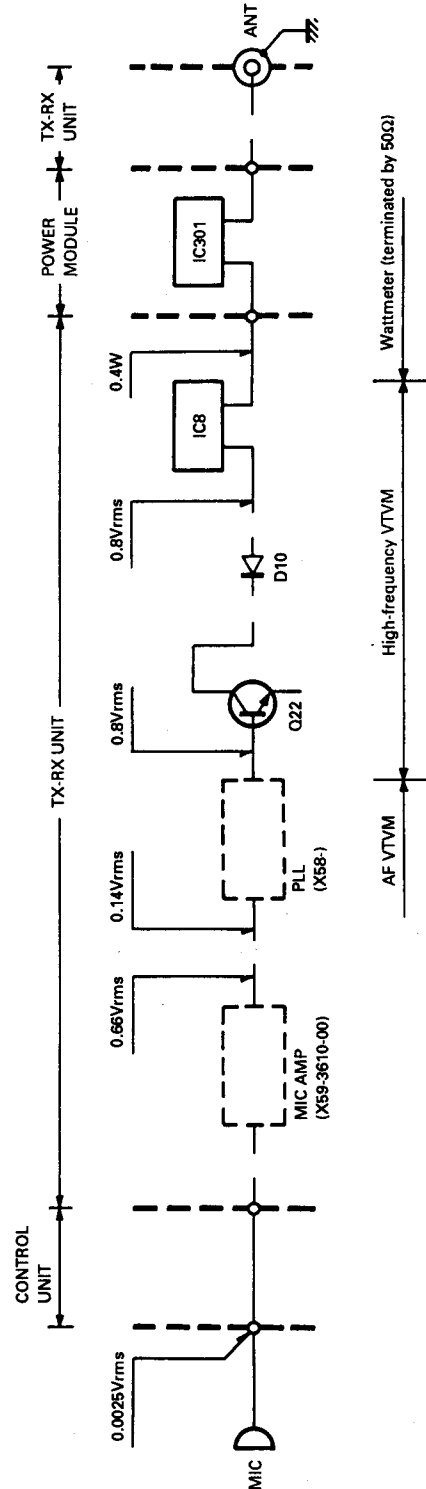 CONTROL
UNIT
TX-RX UNIT
POWER
MODULE
TX-RX
UNIT
0.0025Vrms
0.66Vrms
0.14Vrms
0.8Vrms
0.8Vrms
0.4W
MIC
MIC AMP
(X59-3610-00)
PLL
(X58-)
Q22
D10
IC8
IC301
ANT
AF VTVM
High-frequency VTVM
Wattmeter (terminated by 50Ω)